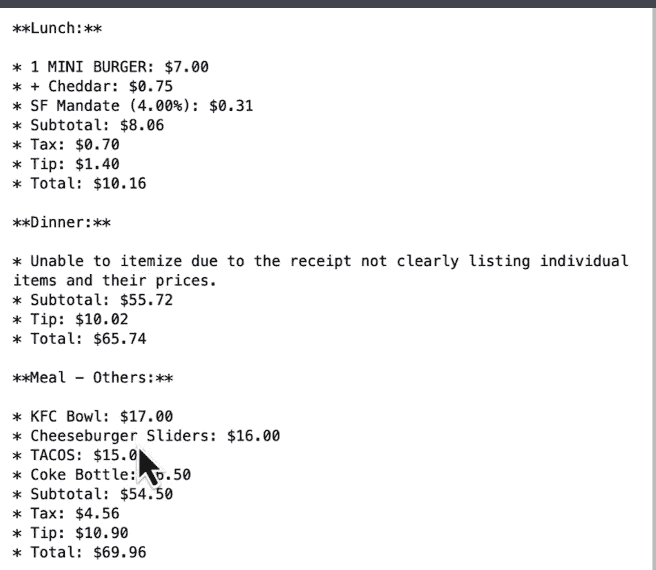 **Lunch:**
* 1 MINI BURGER: $7.00
* + Cheddar: $0.75
* SF Mandate (4.00%): $0.31
* Subtotal: $8.06
* Tax: $0.70
* Tip: $1.40
* Total: $10.16
**Dinner:**
* Unable to itemize due to the receipt not clearly listing individual
items and their prices.
* Subtotal: $55.72
* Tip: $10.02
* Total: $65.74
**Meal – Others:**
* KFC Bowl: $17.00
* Cheeseburger Sliders: $16.00
* TACOS: $15.0
* Coke Bottle: 6.50
* Subtotal: $54.50
* Tax: $4.56
* Tip: $10.90
* Total: $69.96